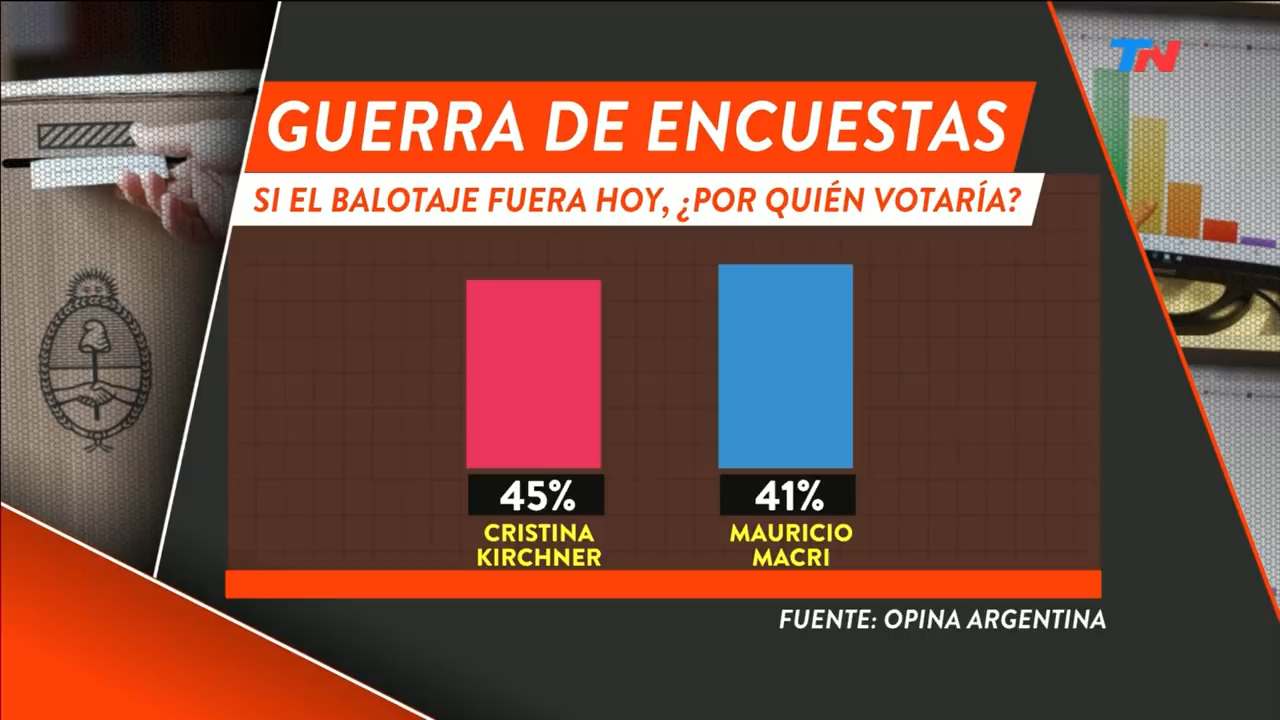 TN
GUERRA DE ENCUESTAS
SI EL BALOTAJE FUERA HOY, ¿POR QUIÉN VOTARÍA?
45%
CRISTINA
KIRCHNER
41%
MAURICIO
MACRI
FUENTE: OPINA ARGENTINA